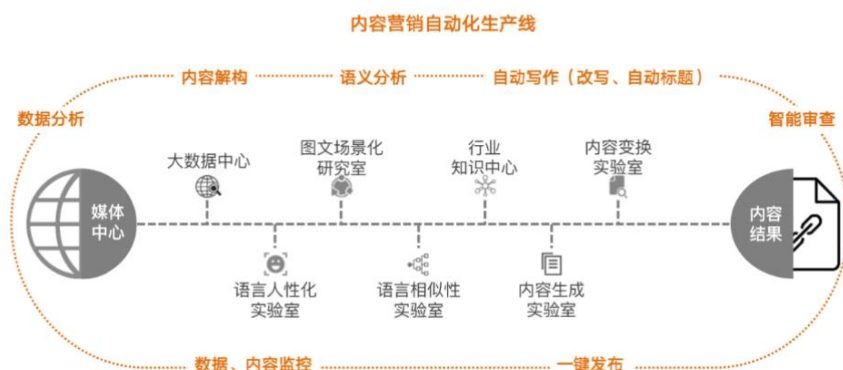 内容营销自动化生产线
内容解构
语义分析
自动写作（改写、自动标题）
数据分析
智能审查
大数据中心
图文场景化
研究室
行业
知识中心
内容变换
实验室
媒体
中心
内容
结果
语言人性化
实验室
语言相似性
实验室
内容生成
实验室
数据、内容监控
一键发布